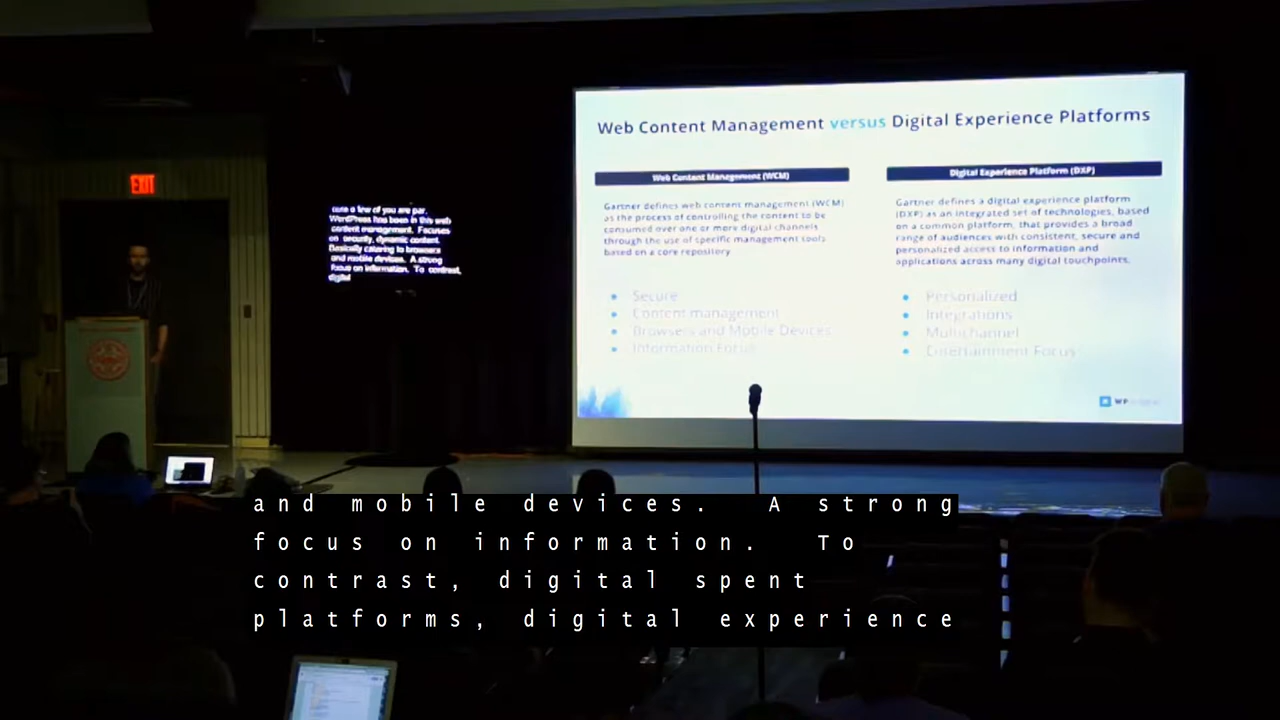 Web Content Management versus Digital Experience Platforms
Web Content Management (WCM)
Gartner defines web content management (WCM)
as the process of controlling the content to be
consumed over one or more digital channels
through the use of specific management tools
based on a core repository
Secure
Content management
Browsers and Mobile Devices
Information Focus
Digital Experience Platform (DXP)
Gartner defines a digital experience platform
(DXP) as an integrated set of technologies, based
on a common platform, that provides a broad
range of audiences with consistent, secure and
personalized access to information and
applications across many digital touchpoints.
Personalized
Integrations
Multichannel
Entertainment Focus
WP
EXIT
a few of you are
WordPress has been in this web
content management. Focuses
on security, dynamic content.
Basically catering to browsers
and mobile devices. A strong
focus on information. To contrast,
digital
and mobile devices. A strong
focus on information. To
contrast, digital spent
platforms, digital experience